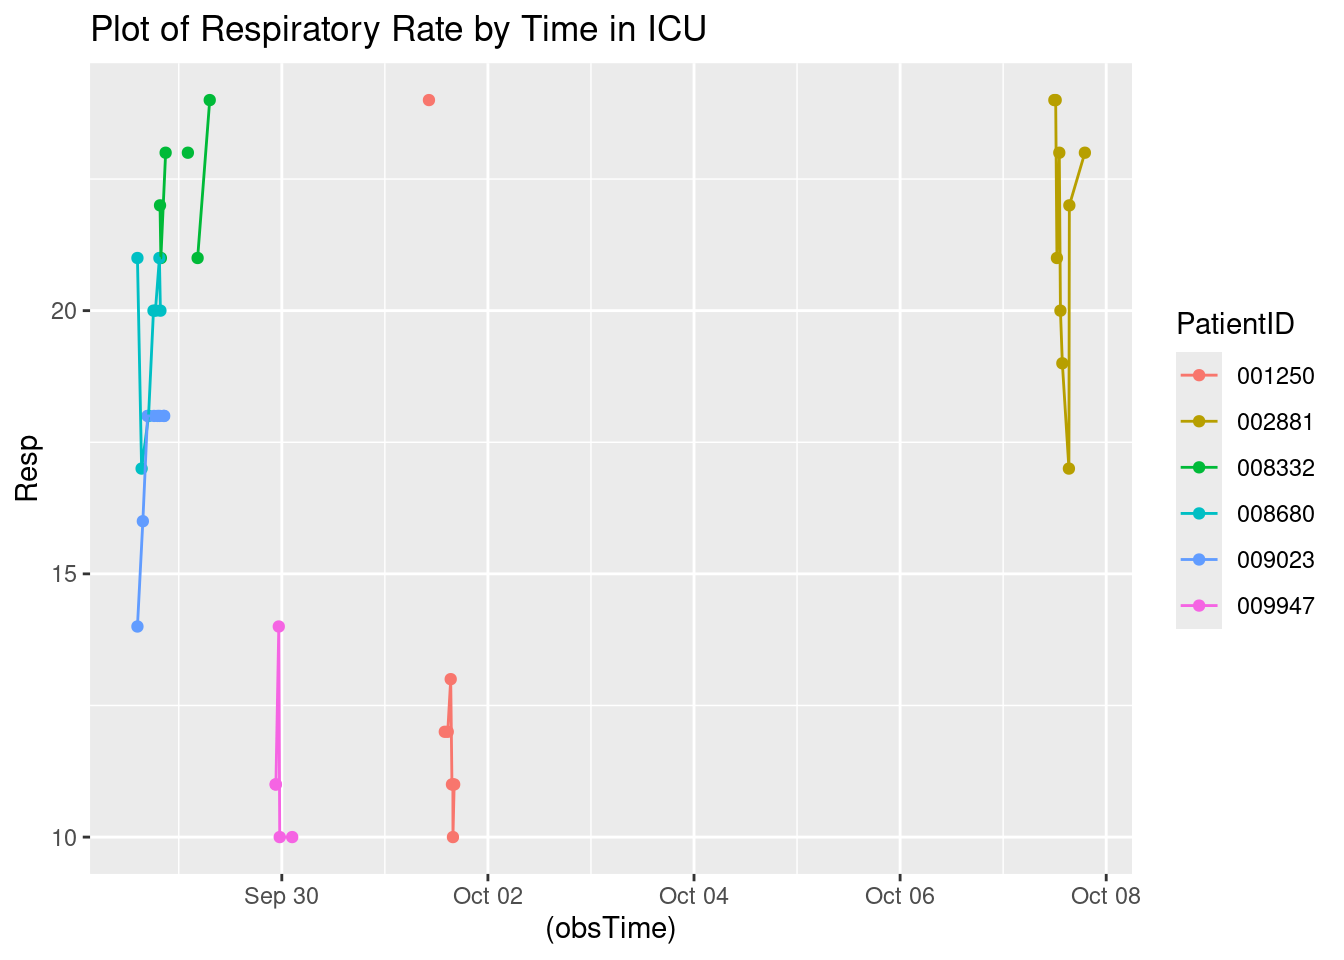 Plot of Respiratory Rate by Time in ICU
Resp
20
15
10
Sep 30
Oct 02
Oct 04
Oct 06
Oct 08
(obsTime)
PatientID
001250
002881
008332
008680
009023
009947